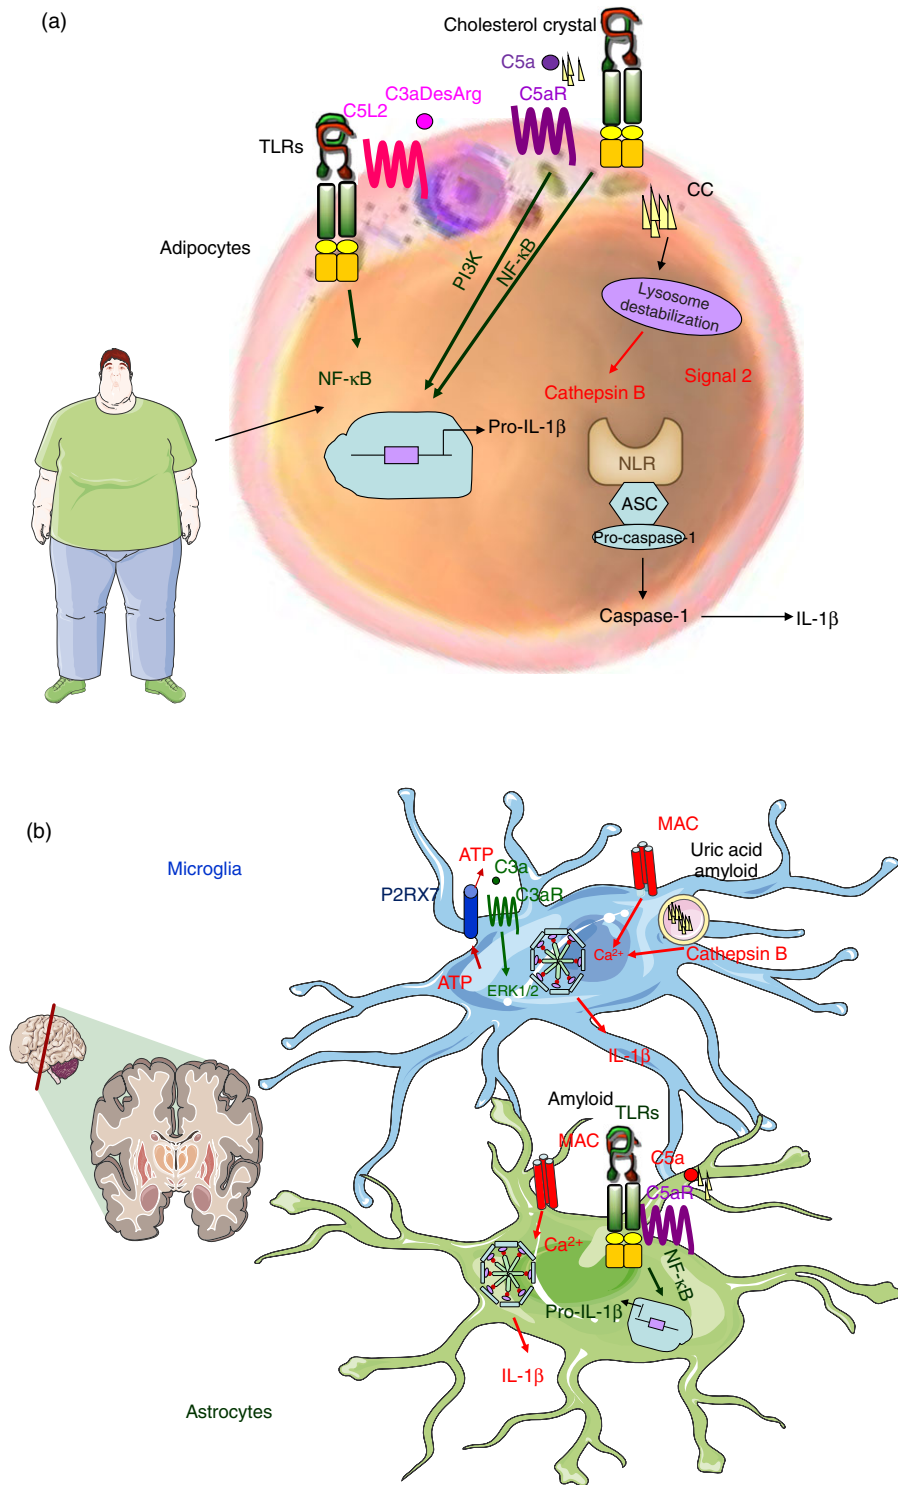 (a)
Cholesterol crystal
C5a
C3aDesArg
C5L2
C5aR
TLRs
CC
Adipocytes
PI3K
NF-κB
Lysosome
destabilization
NF-κB
Cathepsin B
Signal 2
Pro-IL-1β
NLR
ASC
Pro-caspase-1
Caspase-1
IL-1β
(b)
MAC
Uric acid
amyloid
Microglia
ATP
C3a
P2RX7
C3aR
Ca2+
Cathepsin B
ATP
ERK1/2
IL-1β
Amyloid
TLRs
MAC
C5a
C5aR
Ca2+
NF-κB
Pro-IL-1β
IL-1β
Astrocytes